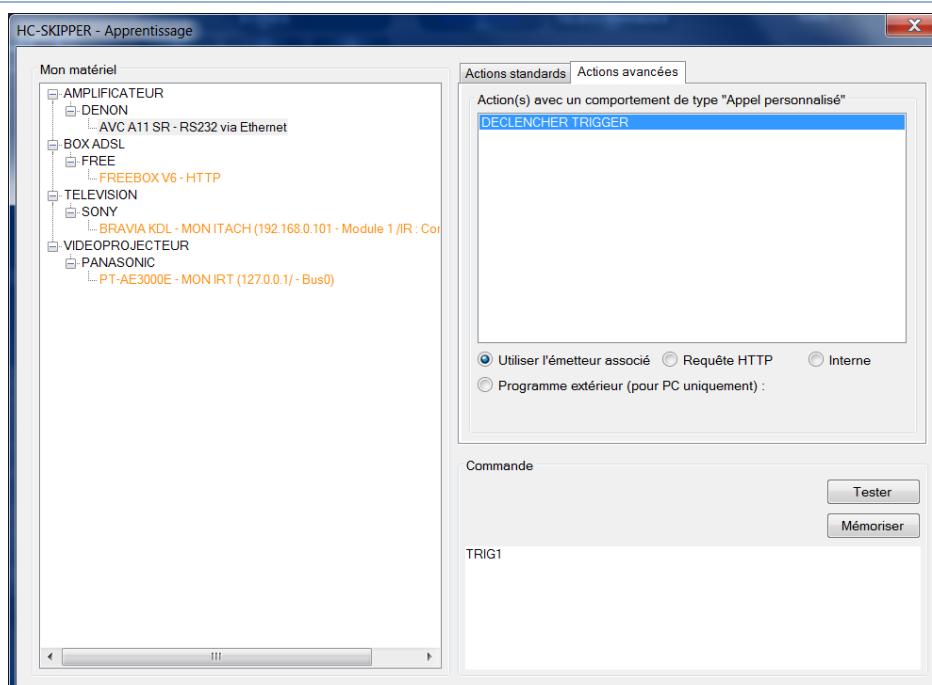 HC-SKIPPER - Apprentissage
X
Mon matériel
AMPLIFICATEUR
DENON
AVC A11 SR - RS232 via Ethernet
BOX ADSL
FREE
FREEBOX V6 - HTTP
TELEVISION
SONY
BRAVIA KDL - MON ITACH (192.168.0.101 - Module 1 /IR : Cor
VIDEOPROJECTEUR
PANASONIC
PT-AE3000E - MON IRT (127.0.0.1/ - Bus0)
Actions standards Actions avancées
Action(s) avec un comportement de type "Appel personnalisé"
DECLENCHER TRIGGER
Utiliser l'émetteur associé Requête HTTP Interne
Programme extérieur (pour PC uniquement) :
Commande
Tester
Mémoriser
TRIG1